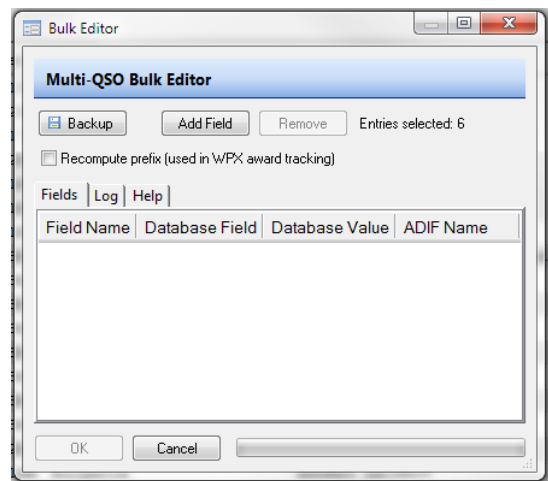 Bulk Editor
Multi-QSO Bulk Editor
Backup Add Field Remove Entries selected: 6
Recompute prefix (used in WPX award tracking)
Fields Log Help
Field Name Database Field Database Value ADIF Name
OK Cancel